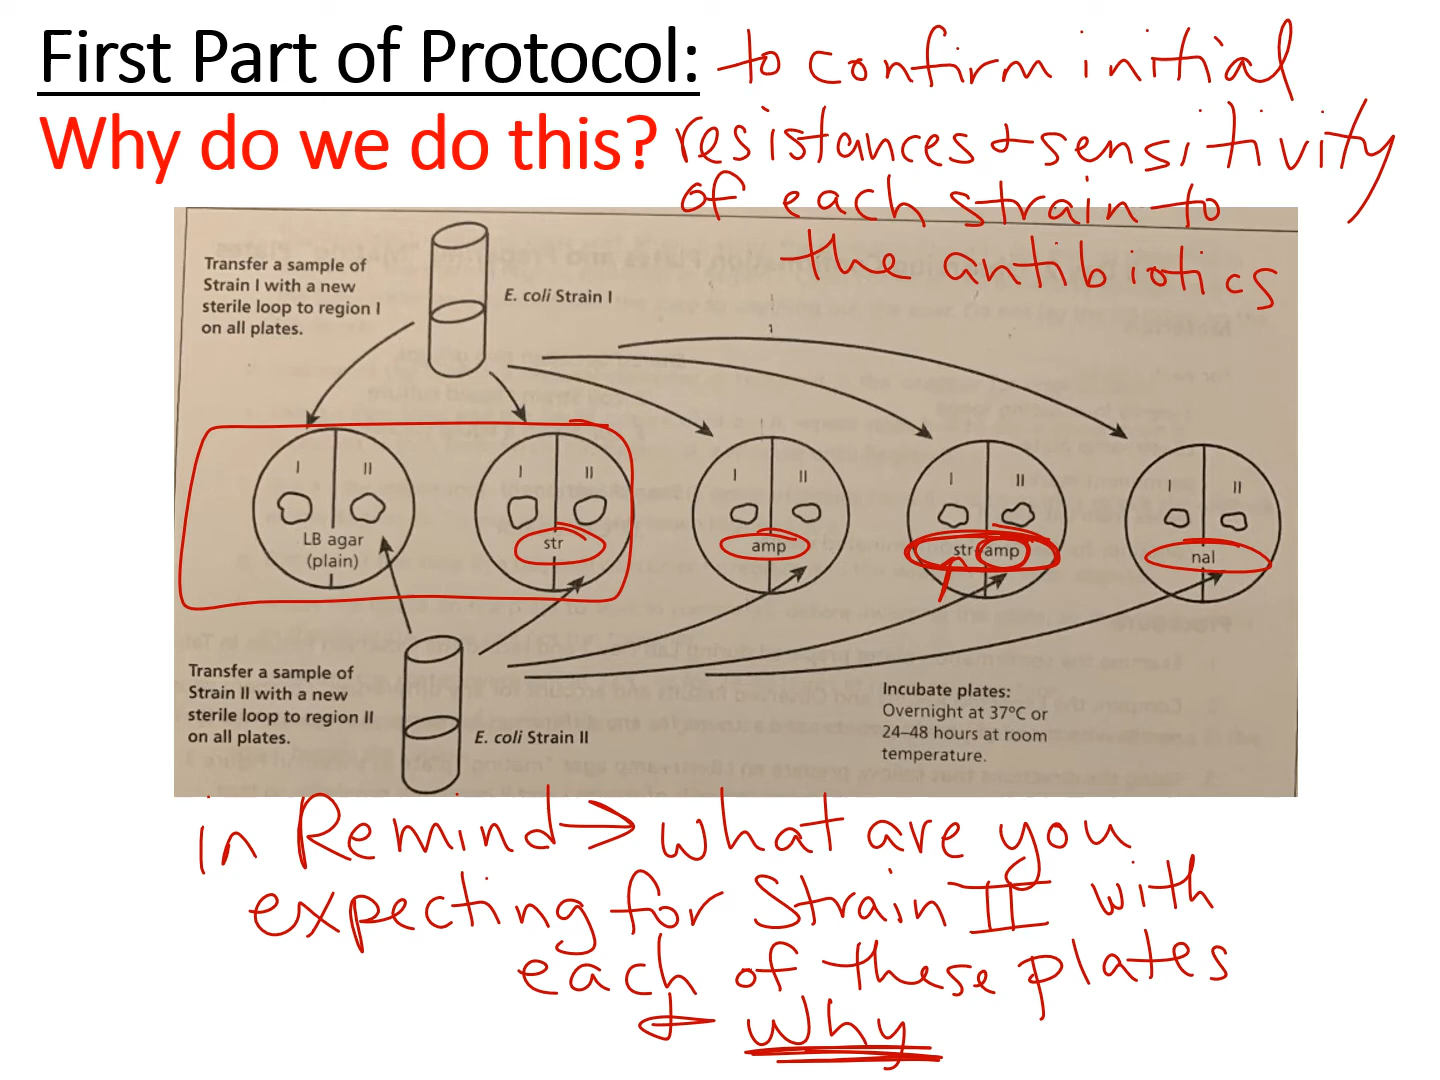 First Part of Protocol: to confirm initial
Why do we do this? resistances + sensitivity
of each strain to
the antibiotics
Transfer a sample of
Strain I with a new
sterile loop to region I
on all plates.
E. coli Strain I
I II
LB agar
(plain)
I II
str
I II
amp
I II
str amp
I II
nal
Transfer a sample of
Strain II with a new
sterile loop to region II
on all plates.
E. coli Strain II
Incubate plates:
Overnight at 37°C or
24–48 hours at room
temperature.
in Remind → what are you
expecting for Strain II with
each of these plates
+ Why